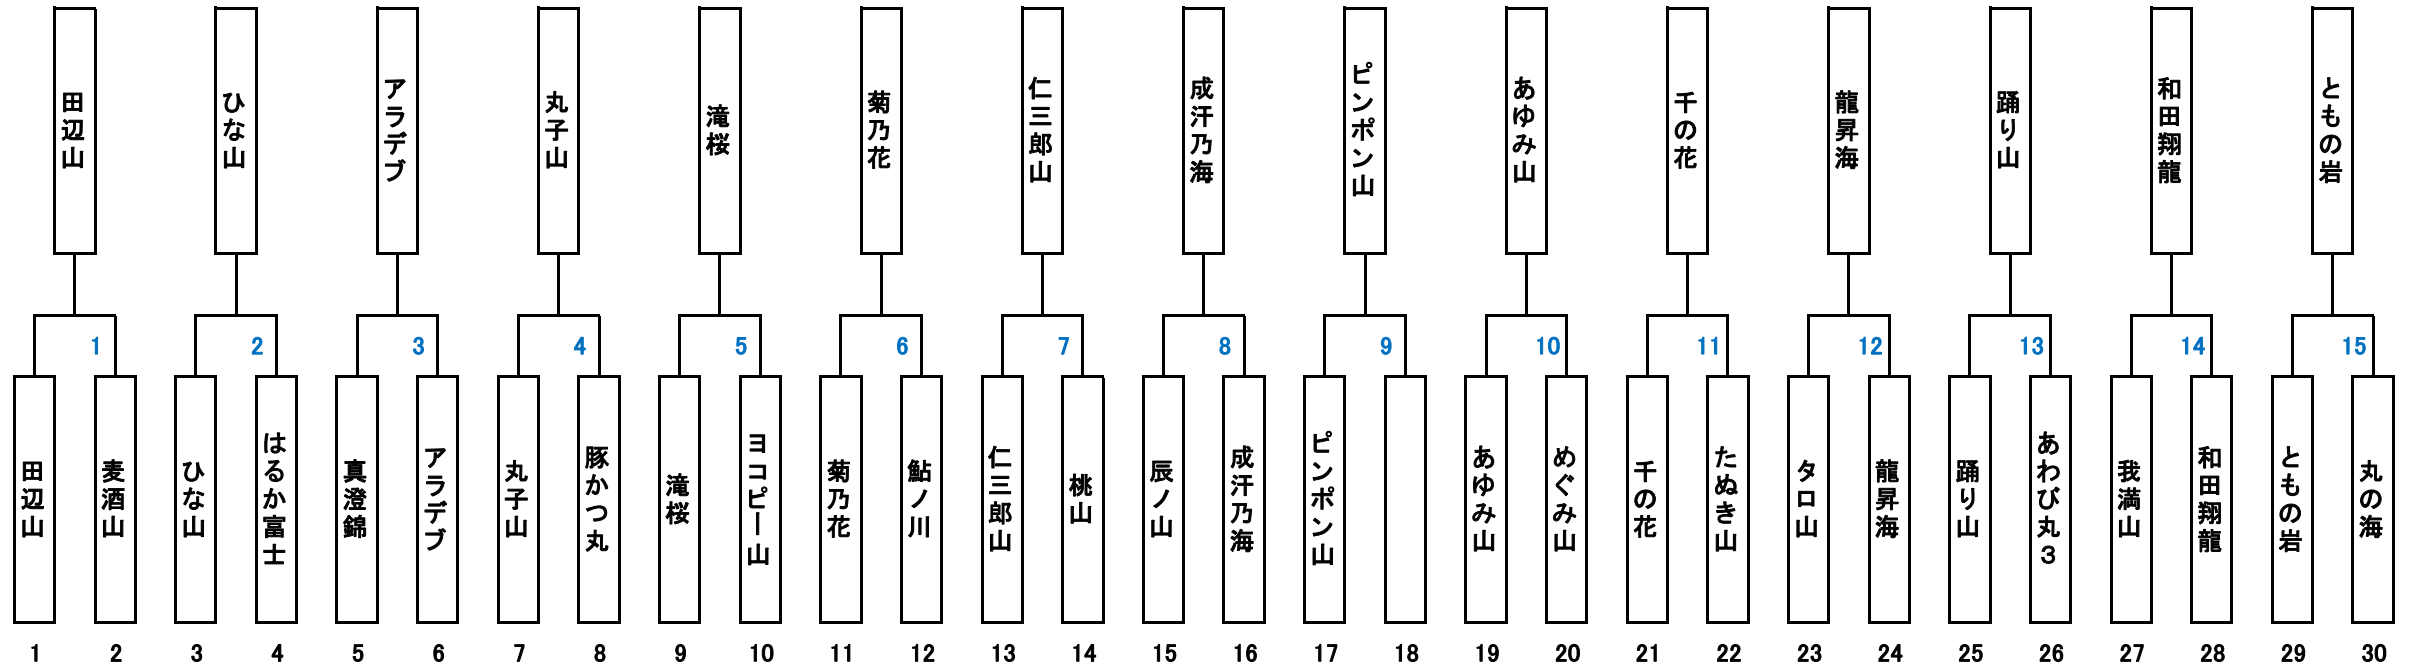 田辺山
ひな山
アラデブ
丸子山
滝桜
菊乃花
仁三郎山
成汗乃海
ピンポン山
あゆみ山
千の花
龍昇海
踊り山
和田翔龍
ともの岩
1
2
3
4
5
6
7
8
9
10
11
12
13
14
15
田辺山
麦酒山
ひな山
はるか富士
真澄錦
アラデブ
丸子山
豚かつ丸
滝桜
ヨコピー山
菊乃花
鮎ノ川
仁三郎山
桃山
辰ノ山
成汗乃海
ピンポン山
あゆみ山
めぐみ山
千の花
たぬき山
タロ山
龍昇海
踊り山
あわび丸３
我満山
和田翔龍
ともの岩
丸の海
1
2
3
4
5
6
7
8
9
10
11
12
13
14
15
16
17
18
19
20
21
22
23
24
25
26
27
28
29
30